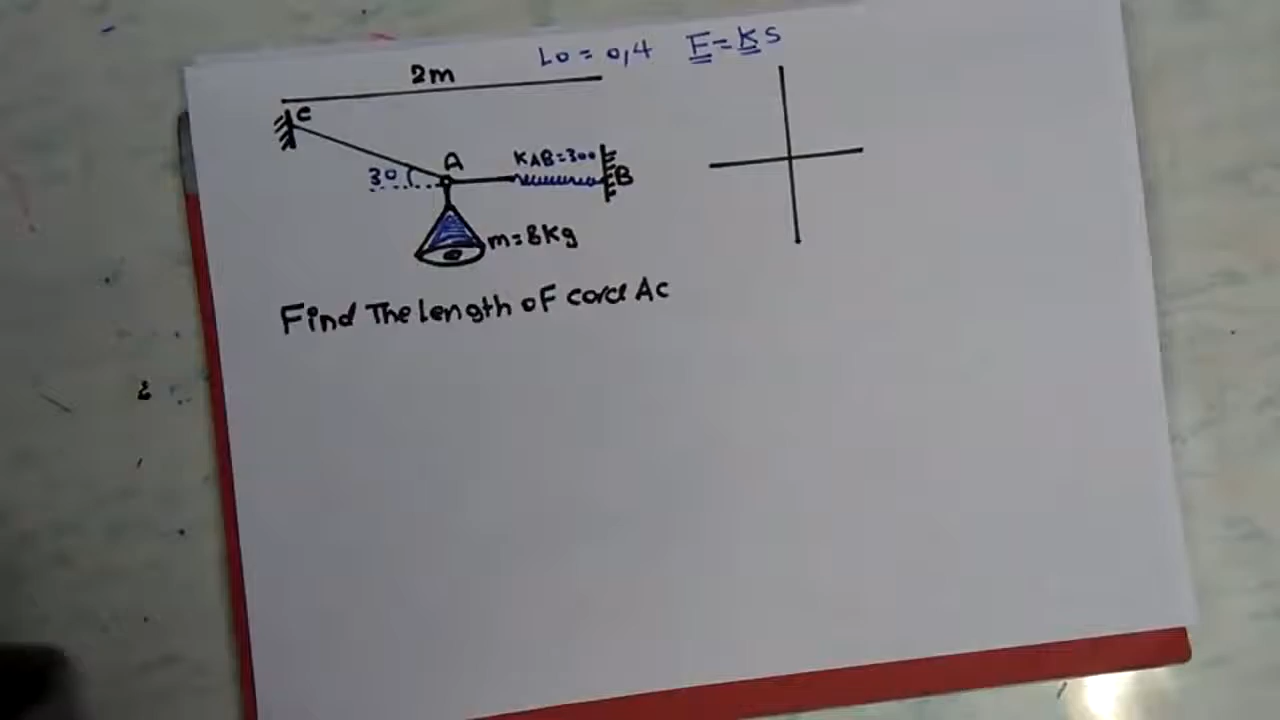 Lo = 0,4 F=KS
2m
C
A
KAB=300
30
B
m=8Kg
Find The length of cord AC